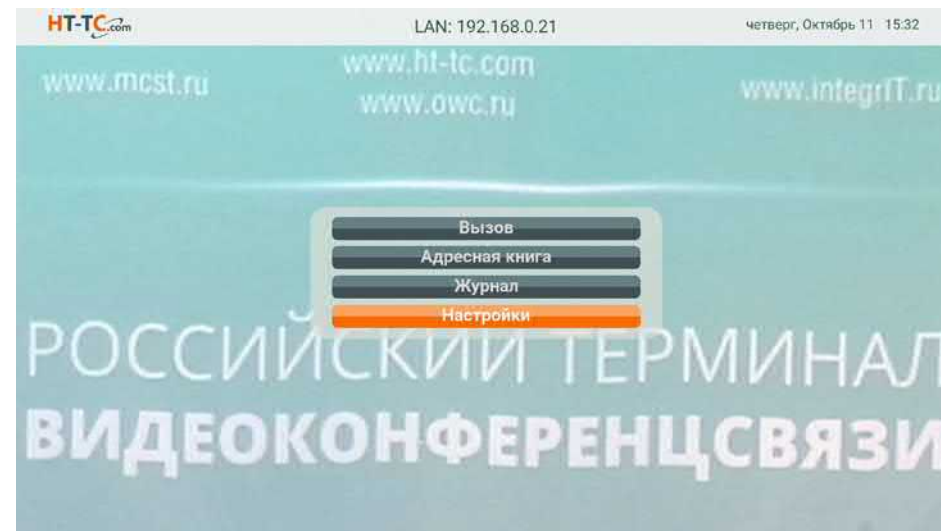 HT-TC.com
LAN: 192.168.0.21
четверг, Октябрь 11 15:32
www.mcst.ru
www.ht-tc.com
www.owc.ru
www.integrIT.ru
Вызов
Адресная книга
Журнал
Настройки
РОССИЙСКИЙ ТЕРМИНАЛ
ВИДЕОКОНФЕРЕНЦСВЯЗИ